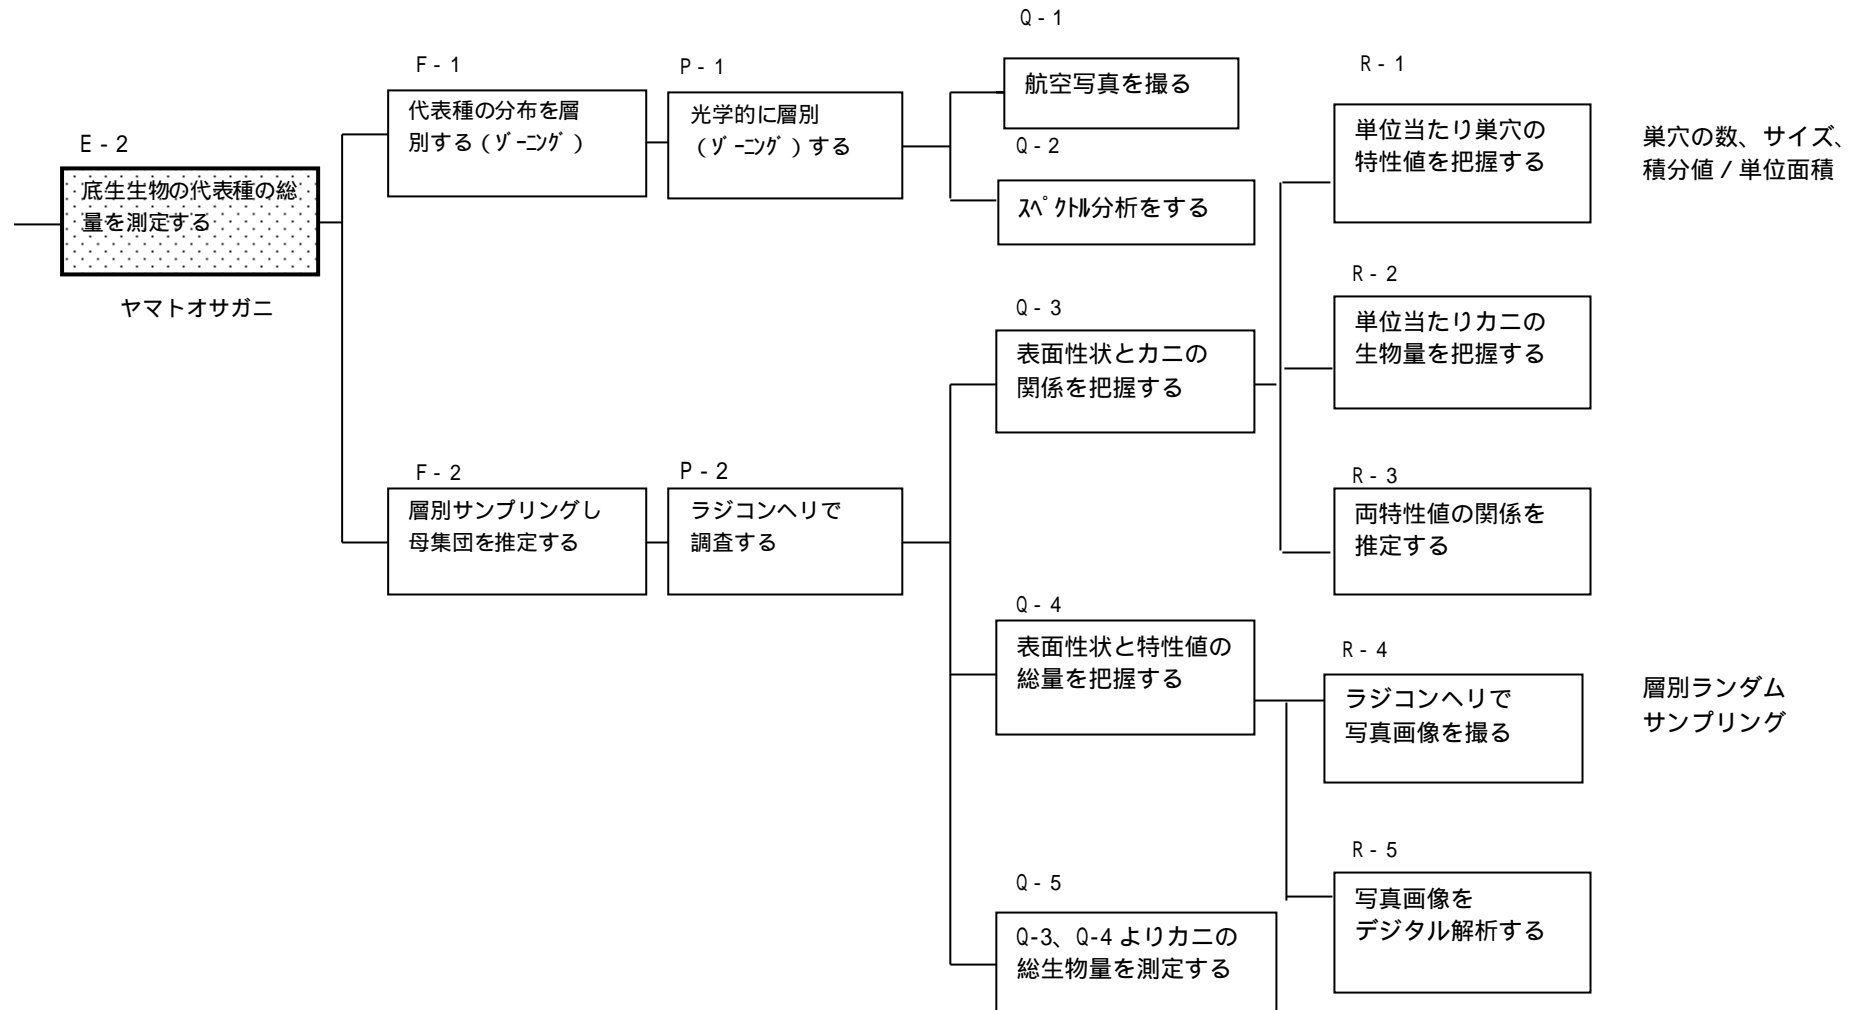 E - 2
底生生物の代表種の総
量を測定する
ヤマトオサガニ
F - 1
代表種の分布を層
別する（ｿﾞｰﾆﾝｸﾞ）
P - 1
光学的に層別
（ｿﾞｰﾆﾝｸﾞ）する
Q - 1
航空写真を撮る
Q - 2
ｽﾍﾟｸﾄﾙ分析をする
F - 2
層別サンプリングし
母集団を推定する
P - 2
ラジコンヘリで
調査する
Q - 3
表面性状とカニの
関係を把握する
R - 1
単位当たり巣穴の
特性値を把握する
巣穴の数、サイズ、
積分値 / 単位面積
R - 2
単位当たりカニの
生物量を把握する
R - 3
両特性値の関係を
推定する
Q - 4
表面性状と特性値の
総量を把握する
R - 4
ラジコンヘリで
写真画像を撮る
層別ランダム
サンプリング
R - 5
写真画像を
デジタル解析する
Q - 5
Q-3、Q-4 よりカニの
総生物量を測定する